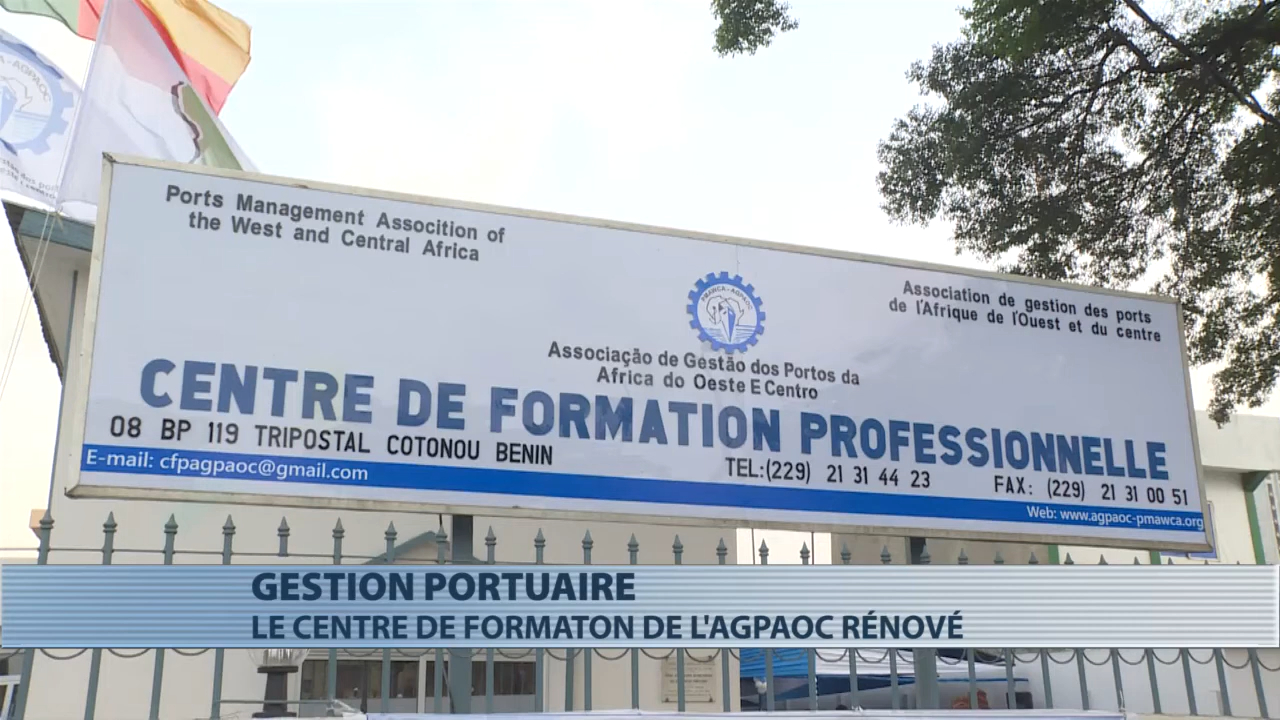 Ports Management Assocition of
the West and Central Africa
PMAWCA - AGPAOC
Association de gestion des ports
de l'Afrique de l'Ouest et du centre
Associação de Gestão dos Portos da
Africa do Oeste E Centro
CENTRE DE FORMATION PROFESSIONNELLE
08 BP 119 TRIPOSTAL COTONOU BENIN
TEL:(229) 21 31 44 23
FAX: (229) 21 31 00 51
E-mail: cfpagpaoc@gmail.com
Web: www.agpaoc-pmawca.org
GESTION PORTUAIRE
LE CENTRE DE FORMATON DE L'AGPAOC RÉNOVÉ